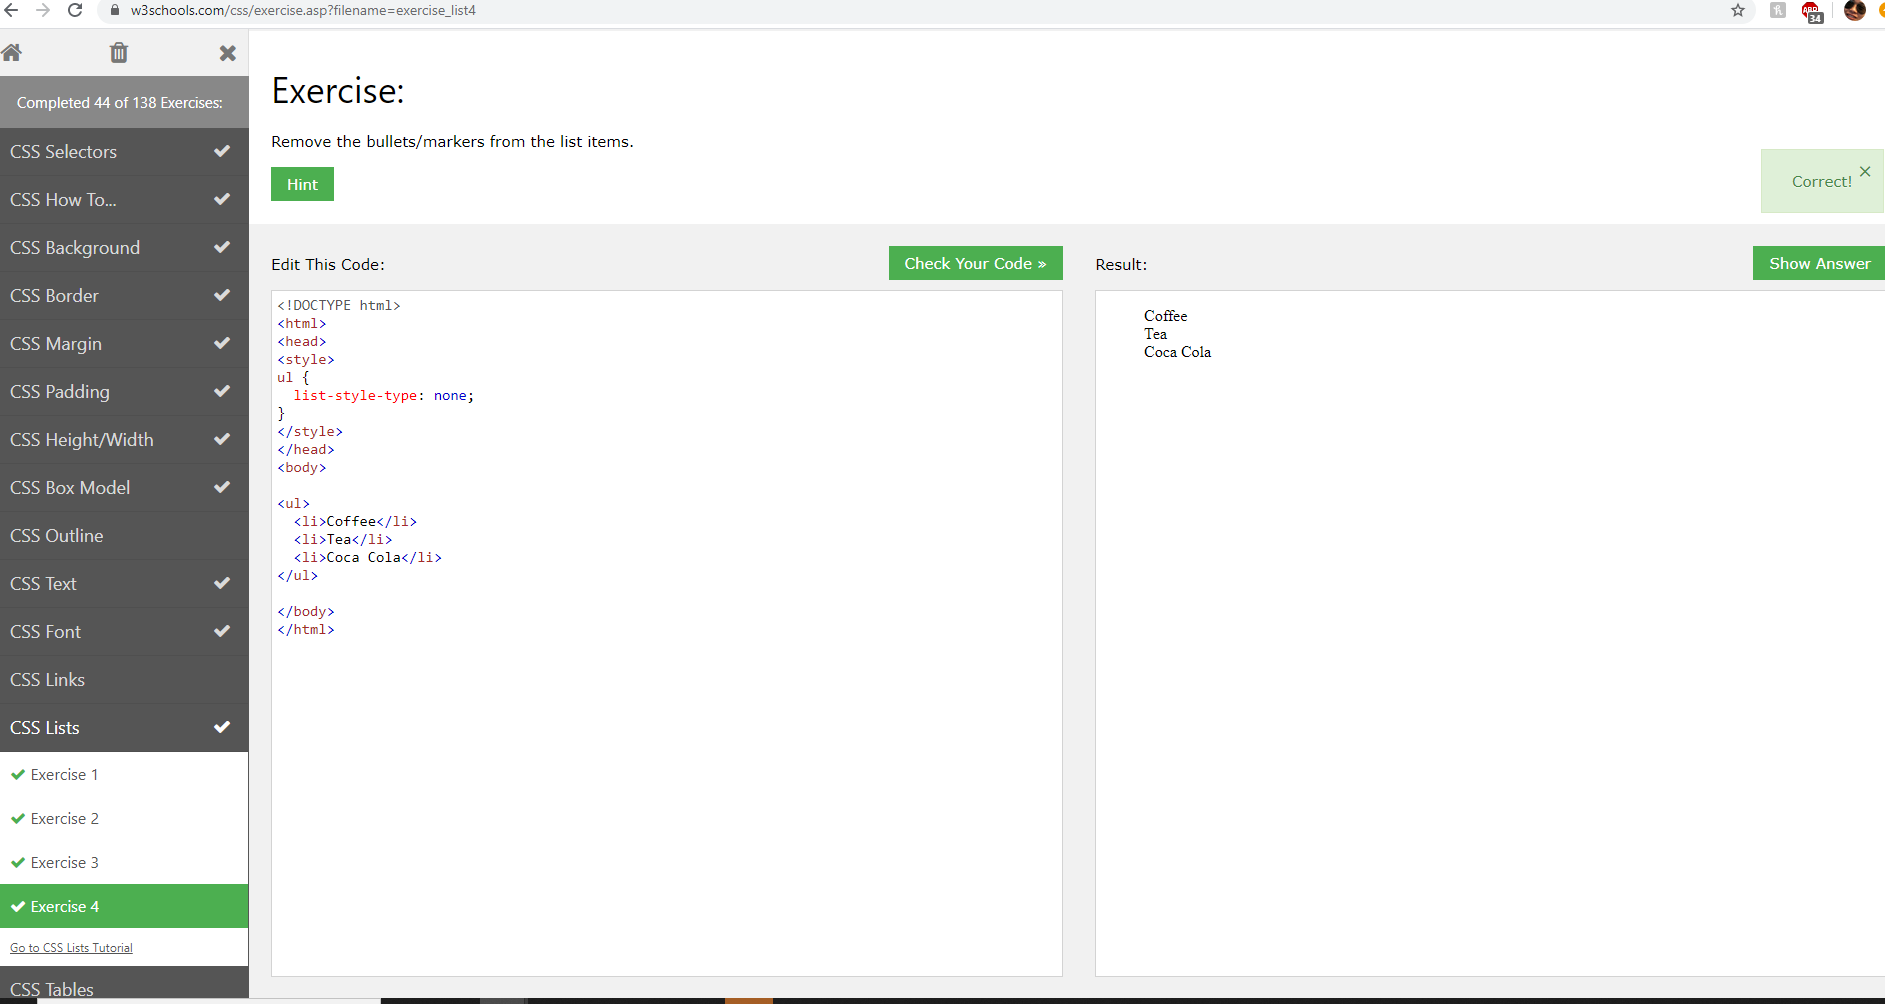 w3schools.com/css/exercise.asp?filename=exercise_list4
ABP
34
Completed 44 of 138 Exercises:
CSS Selectors
CSS How To...
CSS Background
CSS Border
CSS Margin
CSS Padding
CSS Height/Width
CSS Box Model
CSS Outline
CSS Text
CSS Font
CSS Links
CSS Lists
Exercise 1
Exercise 2
Exercise 3
Exercise 4
Go to CSS Lists Tutorial
CSS Tables
Exercise:
Remove the bullets/markers from the list items.
Hint
Correct! ×
Edit This Code:
Check Your Code »
<!DOCTYPE html>
<html>
<head>
<style>
ul {
  list-style-type: none;
}
</style>
</head>
<body>

<ul>
  <li>Coffee</li>
  <li>Tea</li>
  <li>Coca Cola</li>
</ul>

</body>
</html>
Result:
Show Answer
Coffee
Tea
Coca Cola